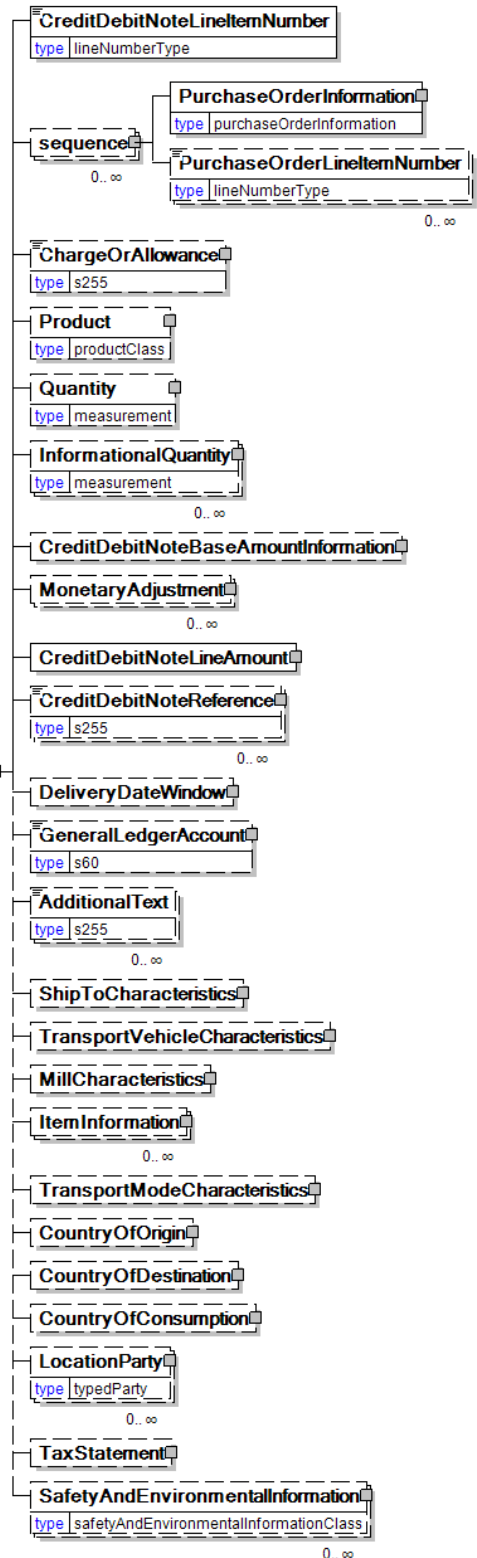 CreditDebitNoteLineItemNumber
type lineNumberType
PurchaseOrderInformation
type purchaseOrderInformation
sequence
0.. ∞
PurchaseOrderLineItemNumber
type lineNumberType
0.. ∞
ChargeOrAllowance
type s255
Product
type productClass
Quantity
type measurement
InformationalQuantity
type measurement
0.. ∞
CreditDebitNoteBaseAmountInformation
MonetaryAdjustment
0.. ∞
CreditDebitNoteLineAmount
CreditDebitNoteReference
type s255
0.. ∞
DeliveryDateWindow
GeneralLedgerAccount
type s60
AdditionalText
type s255
0.. ∞
ShipToCharacteristics
TransportVehicleCharacteristics
MillCharacteristics
ItemInformation
0.. ∞
TransportModeCharacteristics
CountryOfOrigin
CountryOfDestination
CountryOfConsumption
LocationParty
type typedParty
0.. ∞
TaxStatement
SafetyAndEnvironmentalInformation
type safetyAndEnvironmentalInformationClass
0.. ∞